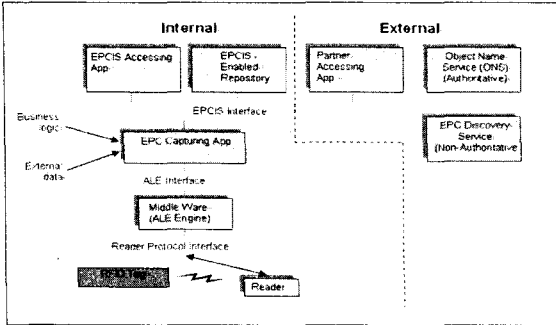 Internal
External
EPCIS Accessing
App
EPCIS -
Enabled
Repository
Partner
Accessing
App
Object Name
Service (ONS)
(Authoritative)
EPCIS Interface
Business
logic
EPC Capturing App
EPC Discovery
Service
(Non-Authoritative
External
data
ALE Interface
Middle Ware
(ALE Engine)
Reader Protocol Interface
RFID Tag
Reader